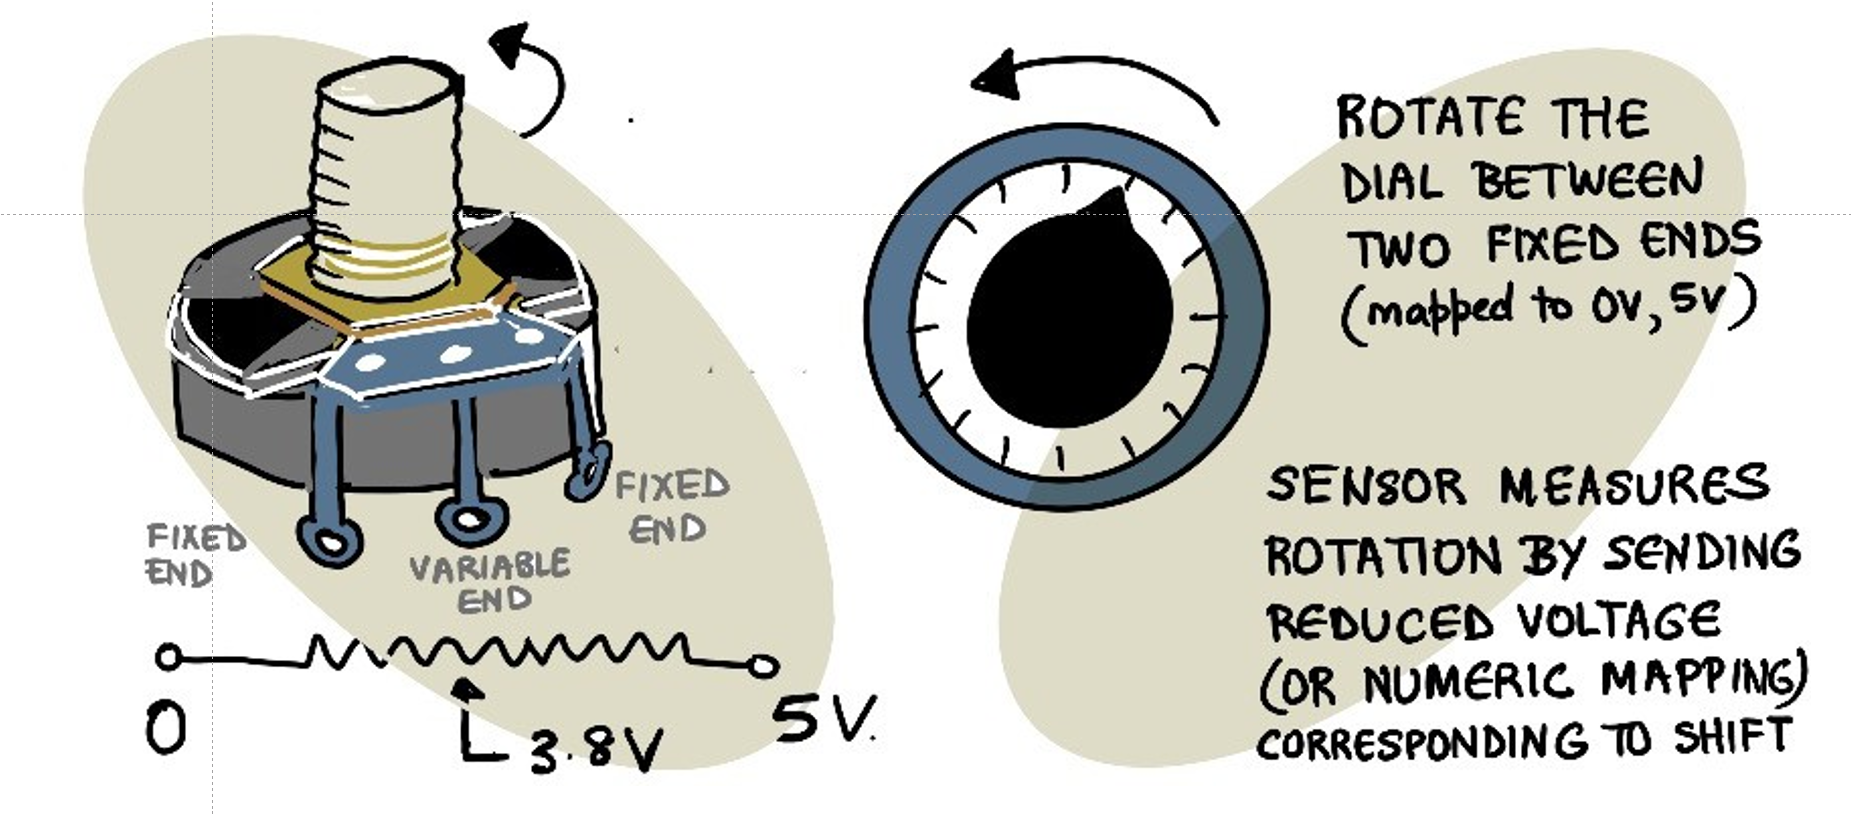 ROTATE THE
DIAL BETWEEN
TWO FIXED ENDS
(mapped to 0V, 5V)
SENSOR MEASURES
ROTATION BY SENDING
REDUCED VOLTAGE
(OR NUMERIC MAPPING)
CORRESPONDING TO SHIFT
FIXED
END
VARIABLE
END
FIXED
END
0
3.8V
5V.